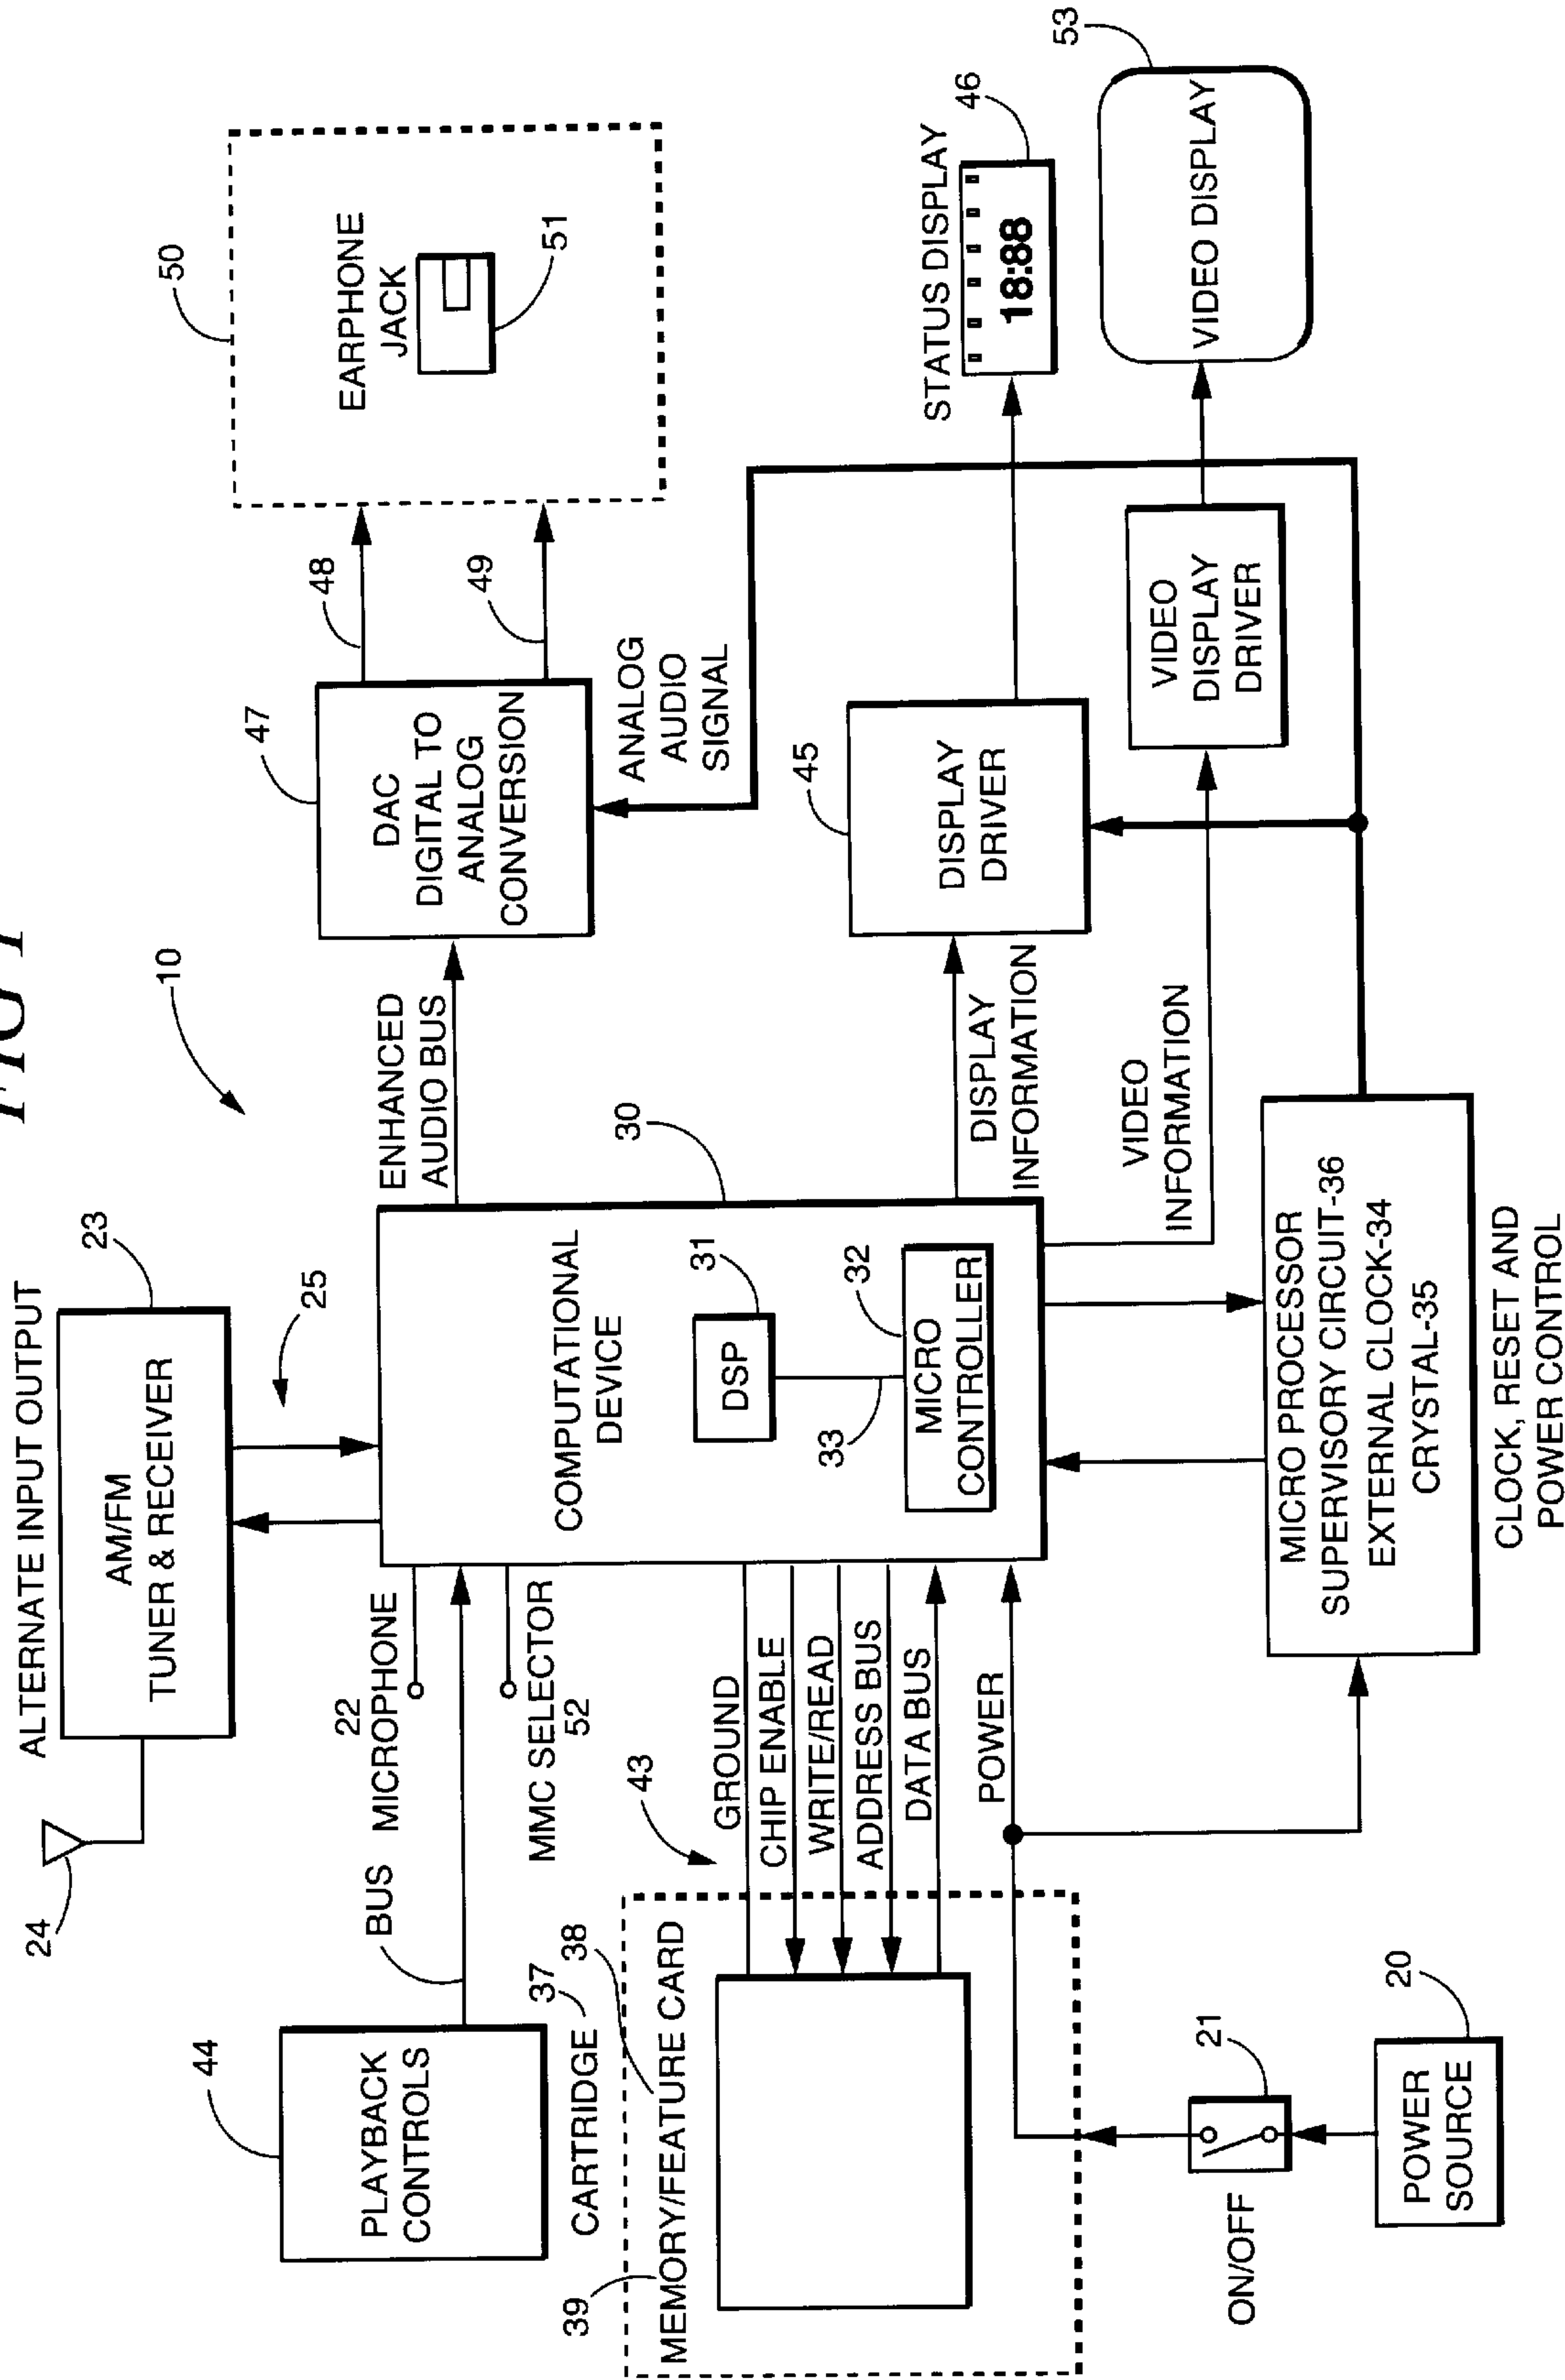 FIG 1
10
ALTERNATE INPUT OUTPUT
24
AM/FM
TUNER & RECEIVER
23
25
50
EARPHONE
JACK
51
44
PLAYBACK
CONTROLS
BUS
22
MICROPHONE
MMC SELECTOR
52
COMPUTATIONAL
DEVICE
30
DSP
31
33
MICRO
CONTROLLER
32
ENHANCED
AUDIO BUS
47
DAC
DIGITAL TO
ANALOG
CONVERSION
48
49
ANALOG
AUDIO
SIGNAL
CARTRIDGE 37
39
MEMORY/FEATURE CARD
38
43
GROUND
CHIP ENABLE
WRITE/READ
ADDRESS BUS
DATA BUS
POWER
DISPLAY
INFORMATION
45
DISPLAY
DRIVER
STATUS DISPLAY
18:88
46
VIDEO
INFORMATION
VIDEO
DISPLAY
DRIVER
VIDEO DISPLAY
53
ON/OFF
21
POWER
SOURCE
20
MICRO PROCESSOR
SUPERVISORY CIRCUIT-36
EXTERNAL CLOCK-34
CRYSTAL-35
CLOCK, RESET AND
POWER CONTROL